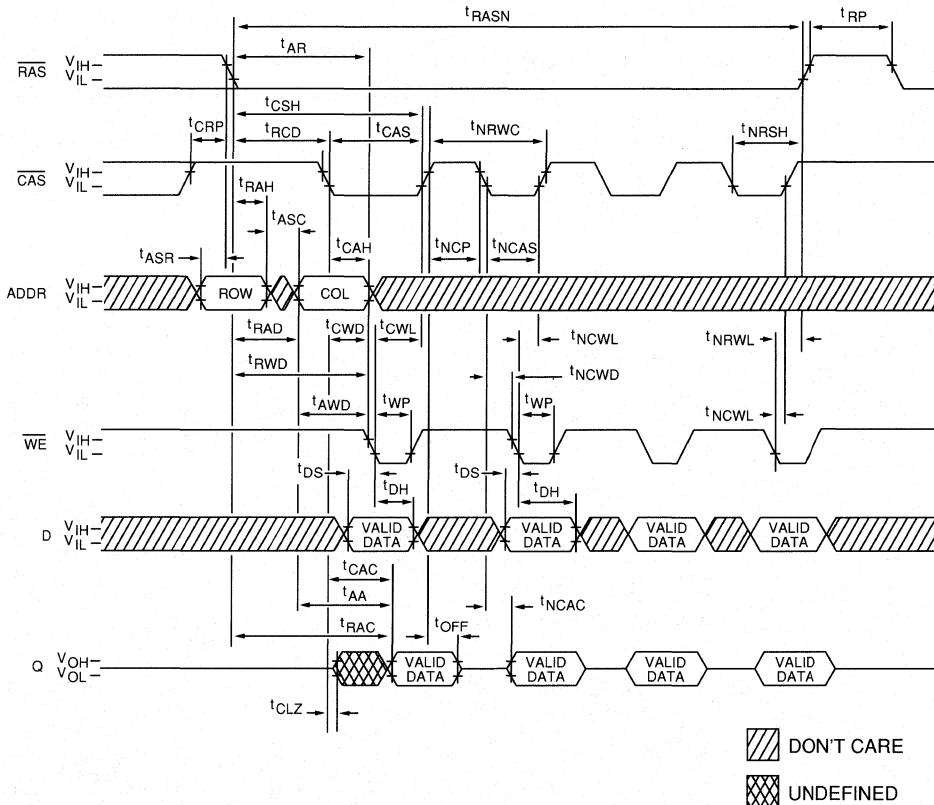 tRASN
tRP
tAR
RAS VIH VIL
tCSH
tCRP
tRCD
tCAS
tNRWC
tNRSH
CAS VIH VIL
tRAH
tASC
tASR
tCAH
tNCP
tNCAS
ADDR VIH VIL ROW COL
tRAD
tCWD
tCWL
tNCWL
tNRWL
tRWD
tNCWD
tAWD
tWP
tWP
tNCWL
WE VIH VIL
tDS
tDS
tDH
tDH
D VIH VIL VALID DATA VALID DATA VALID DATA VALID DATA
tCAC
tAA
tNCAC
tRAC
tOFF
Q VOH VOL VALID DATA VALID DATA VALID DATA VALID DATA
tCLZ
DON'T CARE
UNDEFINED